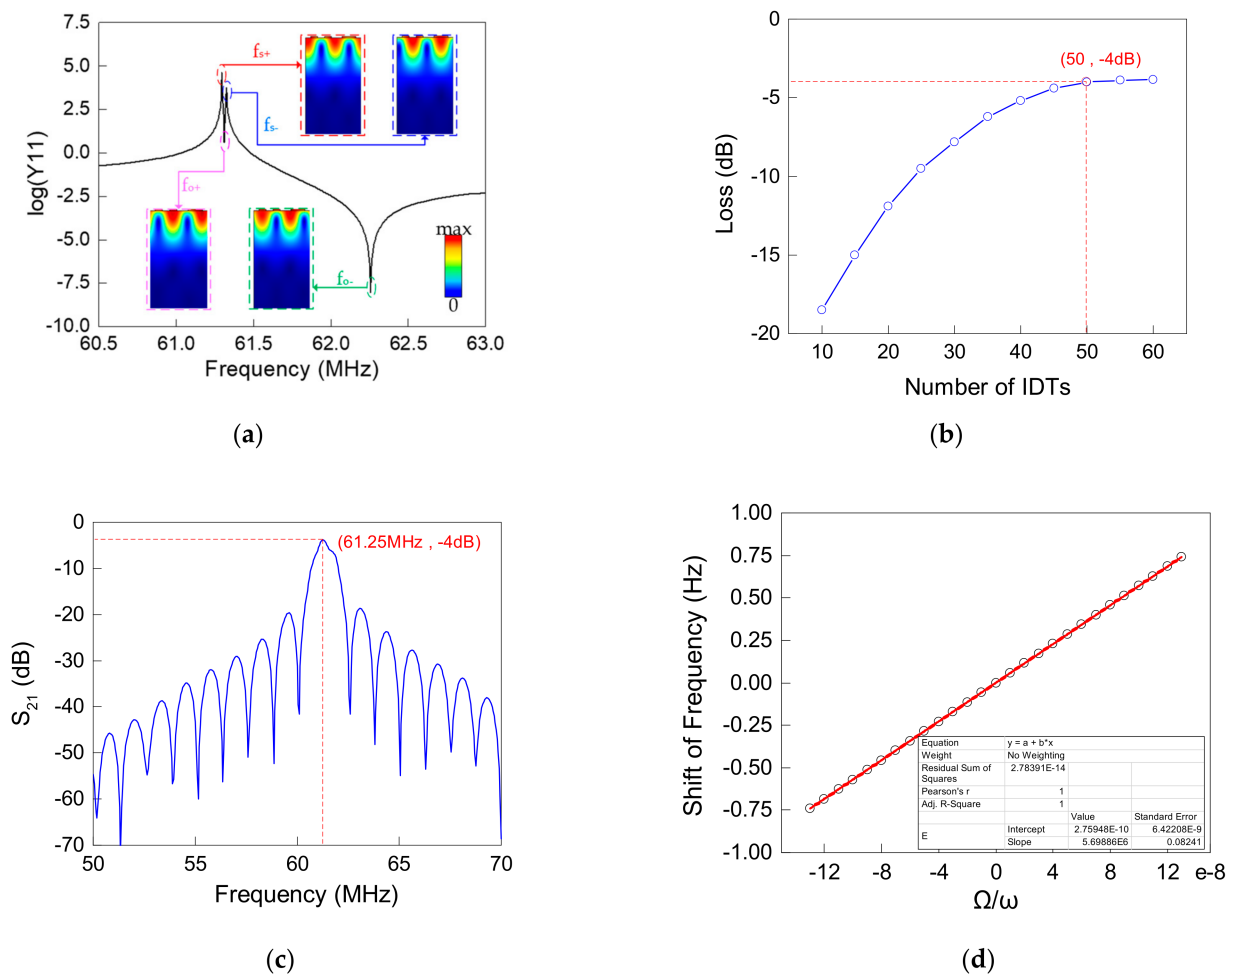 7.5
5.0
2.5
0.0
-2.5
-5.0
-7.5
-10.0
log(Y11)
fs+
fs-
fo+
fo-
max
0
60.5 61.0 61.5 62.0 62.5 63.0
Frequency (MHz)
(a)
0
-5
-10
-15
-20
Loss (dB)
(50 , -4dB)
10 20 30 40 50 60
Number of IDTs
(b)
0
-10
-20
-30
-40
-50
-60
-70
S21 (dB)
(61.25MHz , -4dB)
50 55 60 65 70
Frequency (MHz)
(c)
1.00
0.75
0.50
0.25
0.00
-0.25
-0.50
-0.75
-1.00
Shift of Frequency (Hz)
Equation y = a + b*x
Weight No Weighting
Residual Sum of 2.78391E-14
Squares
Pearson's r 1
Adj. R-Square 1
Value Standard Error
E Intercept 2.75948E-10 6.42208E-9
Slope 5.69886E6 0.08241
-12 -8 -4 0 4 8 12 e-8
Ω/ω
(d)